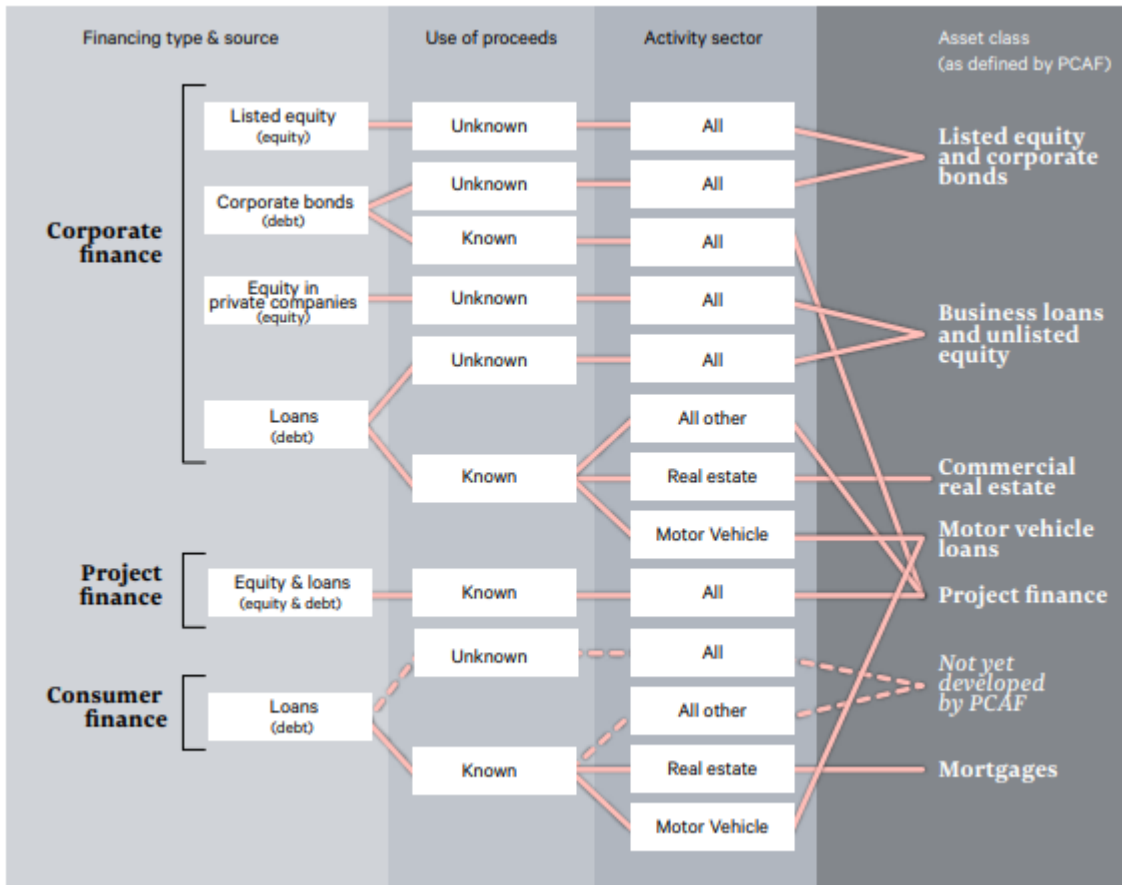 Financing type & source
Use of proceeds
Activity sector
Asset class
(as defined by PCAF)
Corporate
finance
Listed equity
(equity)
Unknown
All
Listed equity
and corporate
bonds
Corporate bonds
(debt)
Unknown
All
Known
All
Equity in
private companies
(equity)
Unknown
All
Business loans
and unlisted
equity
Loans
(debt)
Unknown
All
Known
All other
Real estate
Commercial
real estate
Motor Vehicle
Motor vehicle
loans
Project
finance
Equity & loans
(equity & debt)
Known
All
Project finance
Consumer
finance
Loans
(debt)
Unknown
All
Not yet
developed
by PCAF
Known
All other
Real estate
Mortgages
Motor Vehicle